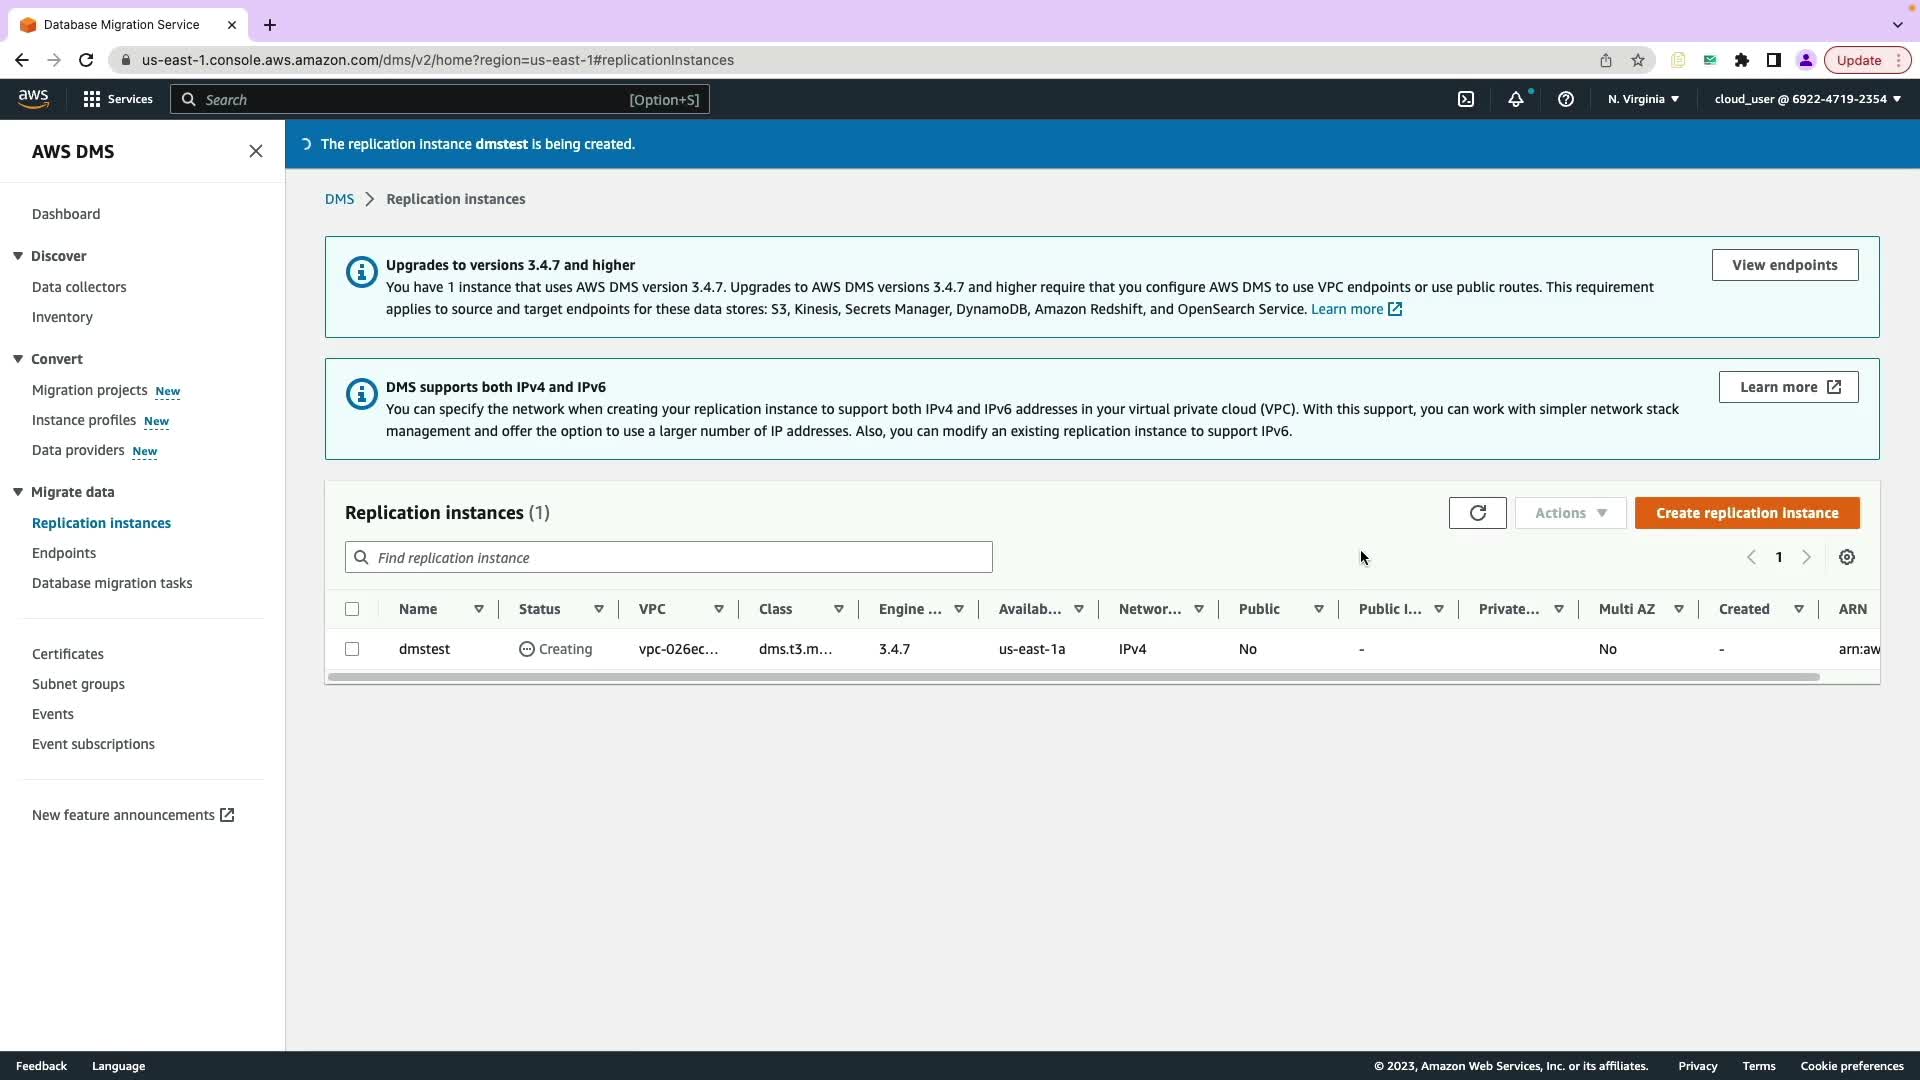 Database Migration Service
us-east-1.console.aws.amazon.com/dms/v2/home?region=us-east-1#replicationInstances
Update
aws
Services
Search
[Option+S]
N. Virginia
cloud_user @ 6922-4719-2354
AWS DMS
Dashboard
Discover
Data collectors
Inventory
Convert
Migration projects New
Instance profiles New
Data providers New
Migrate data
Replication instances
Endpoints
Database migration tasks
Certificates
Subnet groups
Events
Event subscriptions
New feature announcements
The replication instance dmstest is being created.
DMS > Replication instances
Upgrades to versions 3.4.7 and higher
You have 1 instance that uses AWS DMS version 3.4.7. Upgrades to AWS DMS versions 3.4.7 and higher require that you configure AWS DMS to use VPC endpoints or use public routes. This requirement
applies to source and target endpoints for these data stores: S3, Kinesis, Secrets Manager, DynamoDB, Amazon Redshift, and OpenSearch Service. Learn more
View endpoints
DMS supports both IPv4 and IPv6
You can specify the network when creating your replication instance to support both IPv4 and IPv6 addresses in your virtual private cloud (VPC). With this support, you can work with simpler network stack
management and offer the option to use a larger number of IP addresses. Also, you can modify an existing replication instance to support IPv6.
Learn more
Replication instances (1)
Actions
Create replication instance
Find replication instance
1
Name Status VPC Class Engine ... Availab... Networ... Public Public I... Private... Multi AZ Created ARN
dmstest Creating vpc-026ec... dms.t3.m... 3.4.7 us-east-1a IPv4 No - No - arn:aw
Feedback Language
© 2023, Amazon Web Services, Inc. or its affiliates. Privacy Terms Cookie preferences